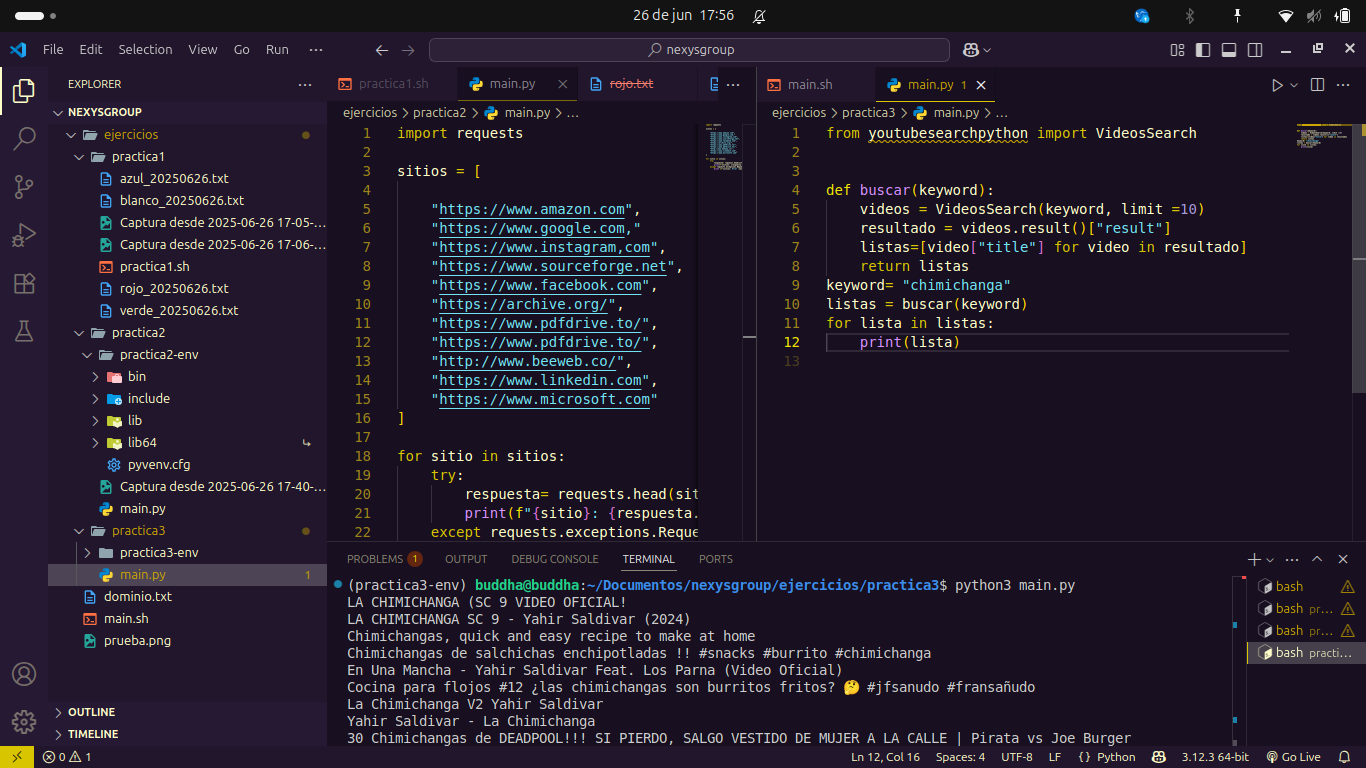 26 de jun 17:56
File Edit Selection View Go Run ···
nexysgroup
EXPLORER
NEXYSGROUP
ejercicios
practica1
azul_20250626.txt
blanco_20250626.txt
Captura desde 2025-06-26 17-05-...
Captura desde 2025-06-26 17-06-...
practica1.sh
rojo_20250626.txt
verde_20250626.txt
practica2
practica2-env
bin
include
lib
lib64
pyvenv.cfg
Captura desde 2025-06-26 17-40-...
main.py
practica3
practica3-env
main.py 1
dominio.txt
main.sh
prueba.png
OUTLINE
TIMELINE
practica1.sh main.py rojo.txt
ejercicios > practica2 > main.py > ...
1 import requests
2
3 sitios = [
4
5 "https://www.amazon.com",
6 "https://www.google.com,"
7 "https://www.instagram,com",
8 "https://www.sourceforge.net",
9 "https://www.facebook.com",
10 "https://archive.org/",
11 "https://www.pdfdrive.to/",
12 "https://www.pdfdrive.to/",
13 "http://www.beeweb.co/",
14 "https://www.linkedin.com",
15 "https://www.microsoft.com"
16 ]
17
18 for sitio in sitios:
19 try:
20 respuesta= requests.head(sit
21 print(f"{sitio}: {respuesta.
22 except requests.exceptions.Reque
main.sh main.py 1
ejercicios > practica3 > main.py > ...
1 from youtubesearchpython import VideosSearch
2
3
4 def buscar(keyword):
5 videos = VideosSearch(keyword, limit =10)
6 resultado = videos.result()["result"]
7 listas=[video["title"] for video in resultado]
8 return listas
9 keyword= "chimichanga"
10 listas = buscar(keyword)
11 for lista in listas:
12 print(lista)
13
PROBLEMS 1 OUTPUT DEBUG CONSOLE TERMINAL PORTS
(practica3-env) buddha@buddha:~/Documentos/nexysgroup/ejercicios/practica3$ python3 main.py
LA CHIMICHANGA (SC 9 VIDEO OFICIAL!
LA CHIMICHANGA SC 9 - Yahir Saldivar (2024)
Chimichangas, quick and easy recipe to make at home
Chimichangas de salchichas enchipotladas !! #snacks #burrito #chimichanga
En Una Mancha - Yahir Saldivar Feat. Los Parna (Video Oficial)
Cocina para flojos #12 ¿las chimichangas son burritos fritos? 🤔 #jfsanudo #fransañudo
La Chimichanga V2 Yahir Saldivar
Yahir Saldivar - La Chimichanga
30 Chimichangas de DEADPOOL!!! SI PIERDO, SALGO VESTIDO DE MUJER A LA CALLE | Pirata vs Joe Burger
bash
bash pr...
bash pr...
bash practi...
0 1 Ln 12, Col 16 Spaces: 4 UTF-8 LF {} Python 3.12.3 64-bit Go Live